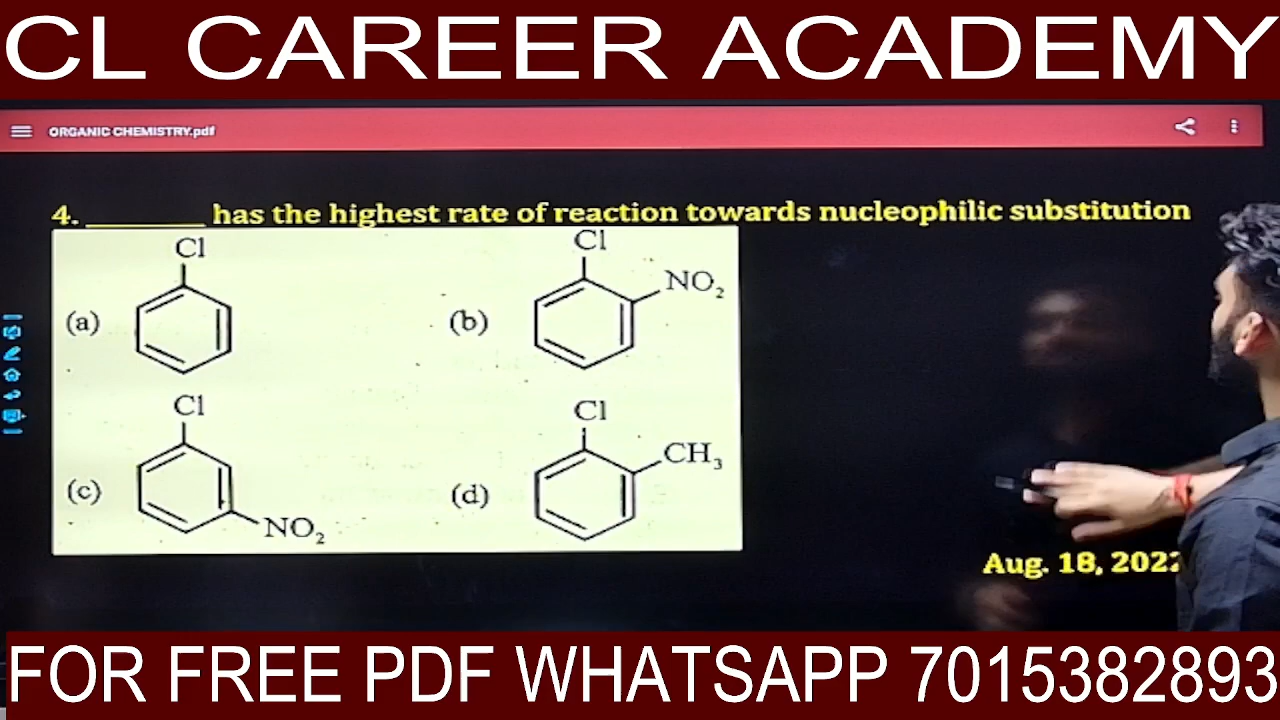 CL CAREER ACADEMY
ORGANIC CHEMISTRY.pdf
4. ________ has the highest rate of reaction towards nucleophilic substitution
Cl
(a)
Cl
NO₂
(b)
Cl
(c)
NO₂
Cl
CH₃
(d)
Aug. 18, 2022
FOR FREE PDF WHATSAPP 7015382893